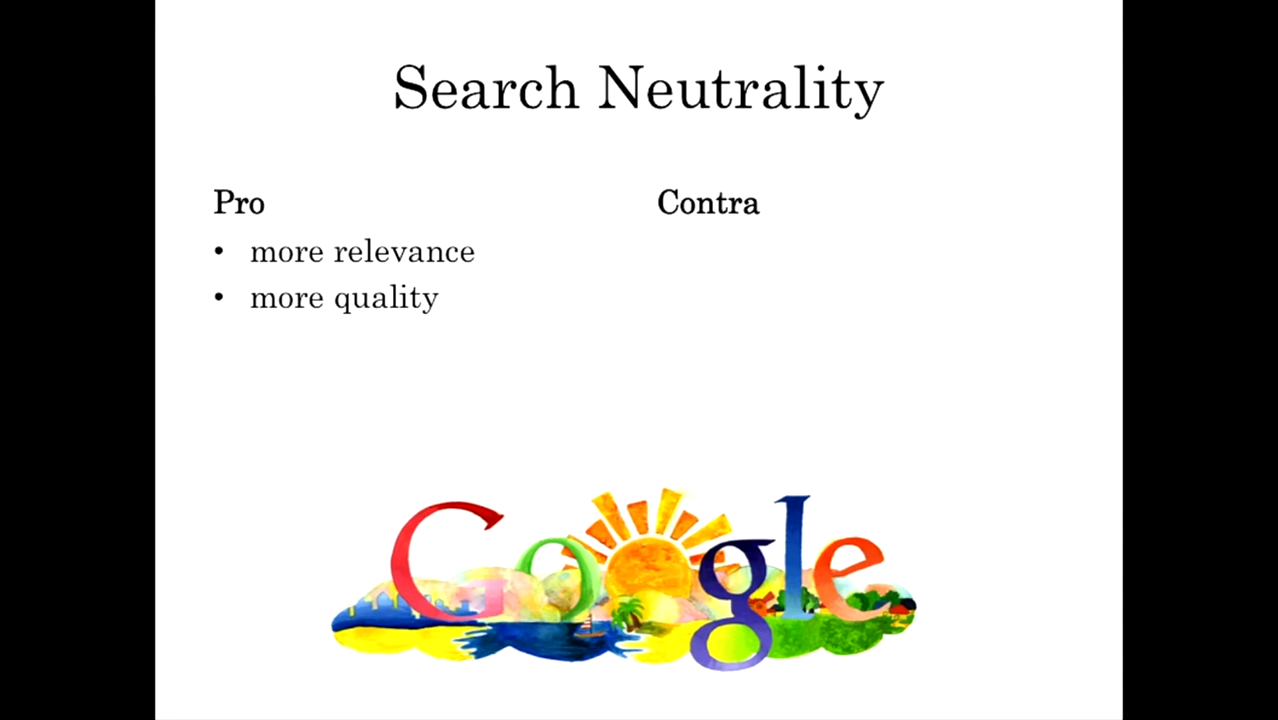 Search Neutrality
Pro
• more relevance
• more quality
Contra
Google